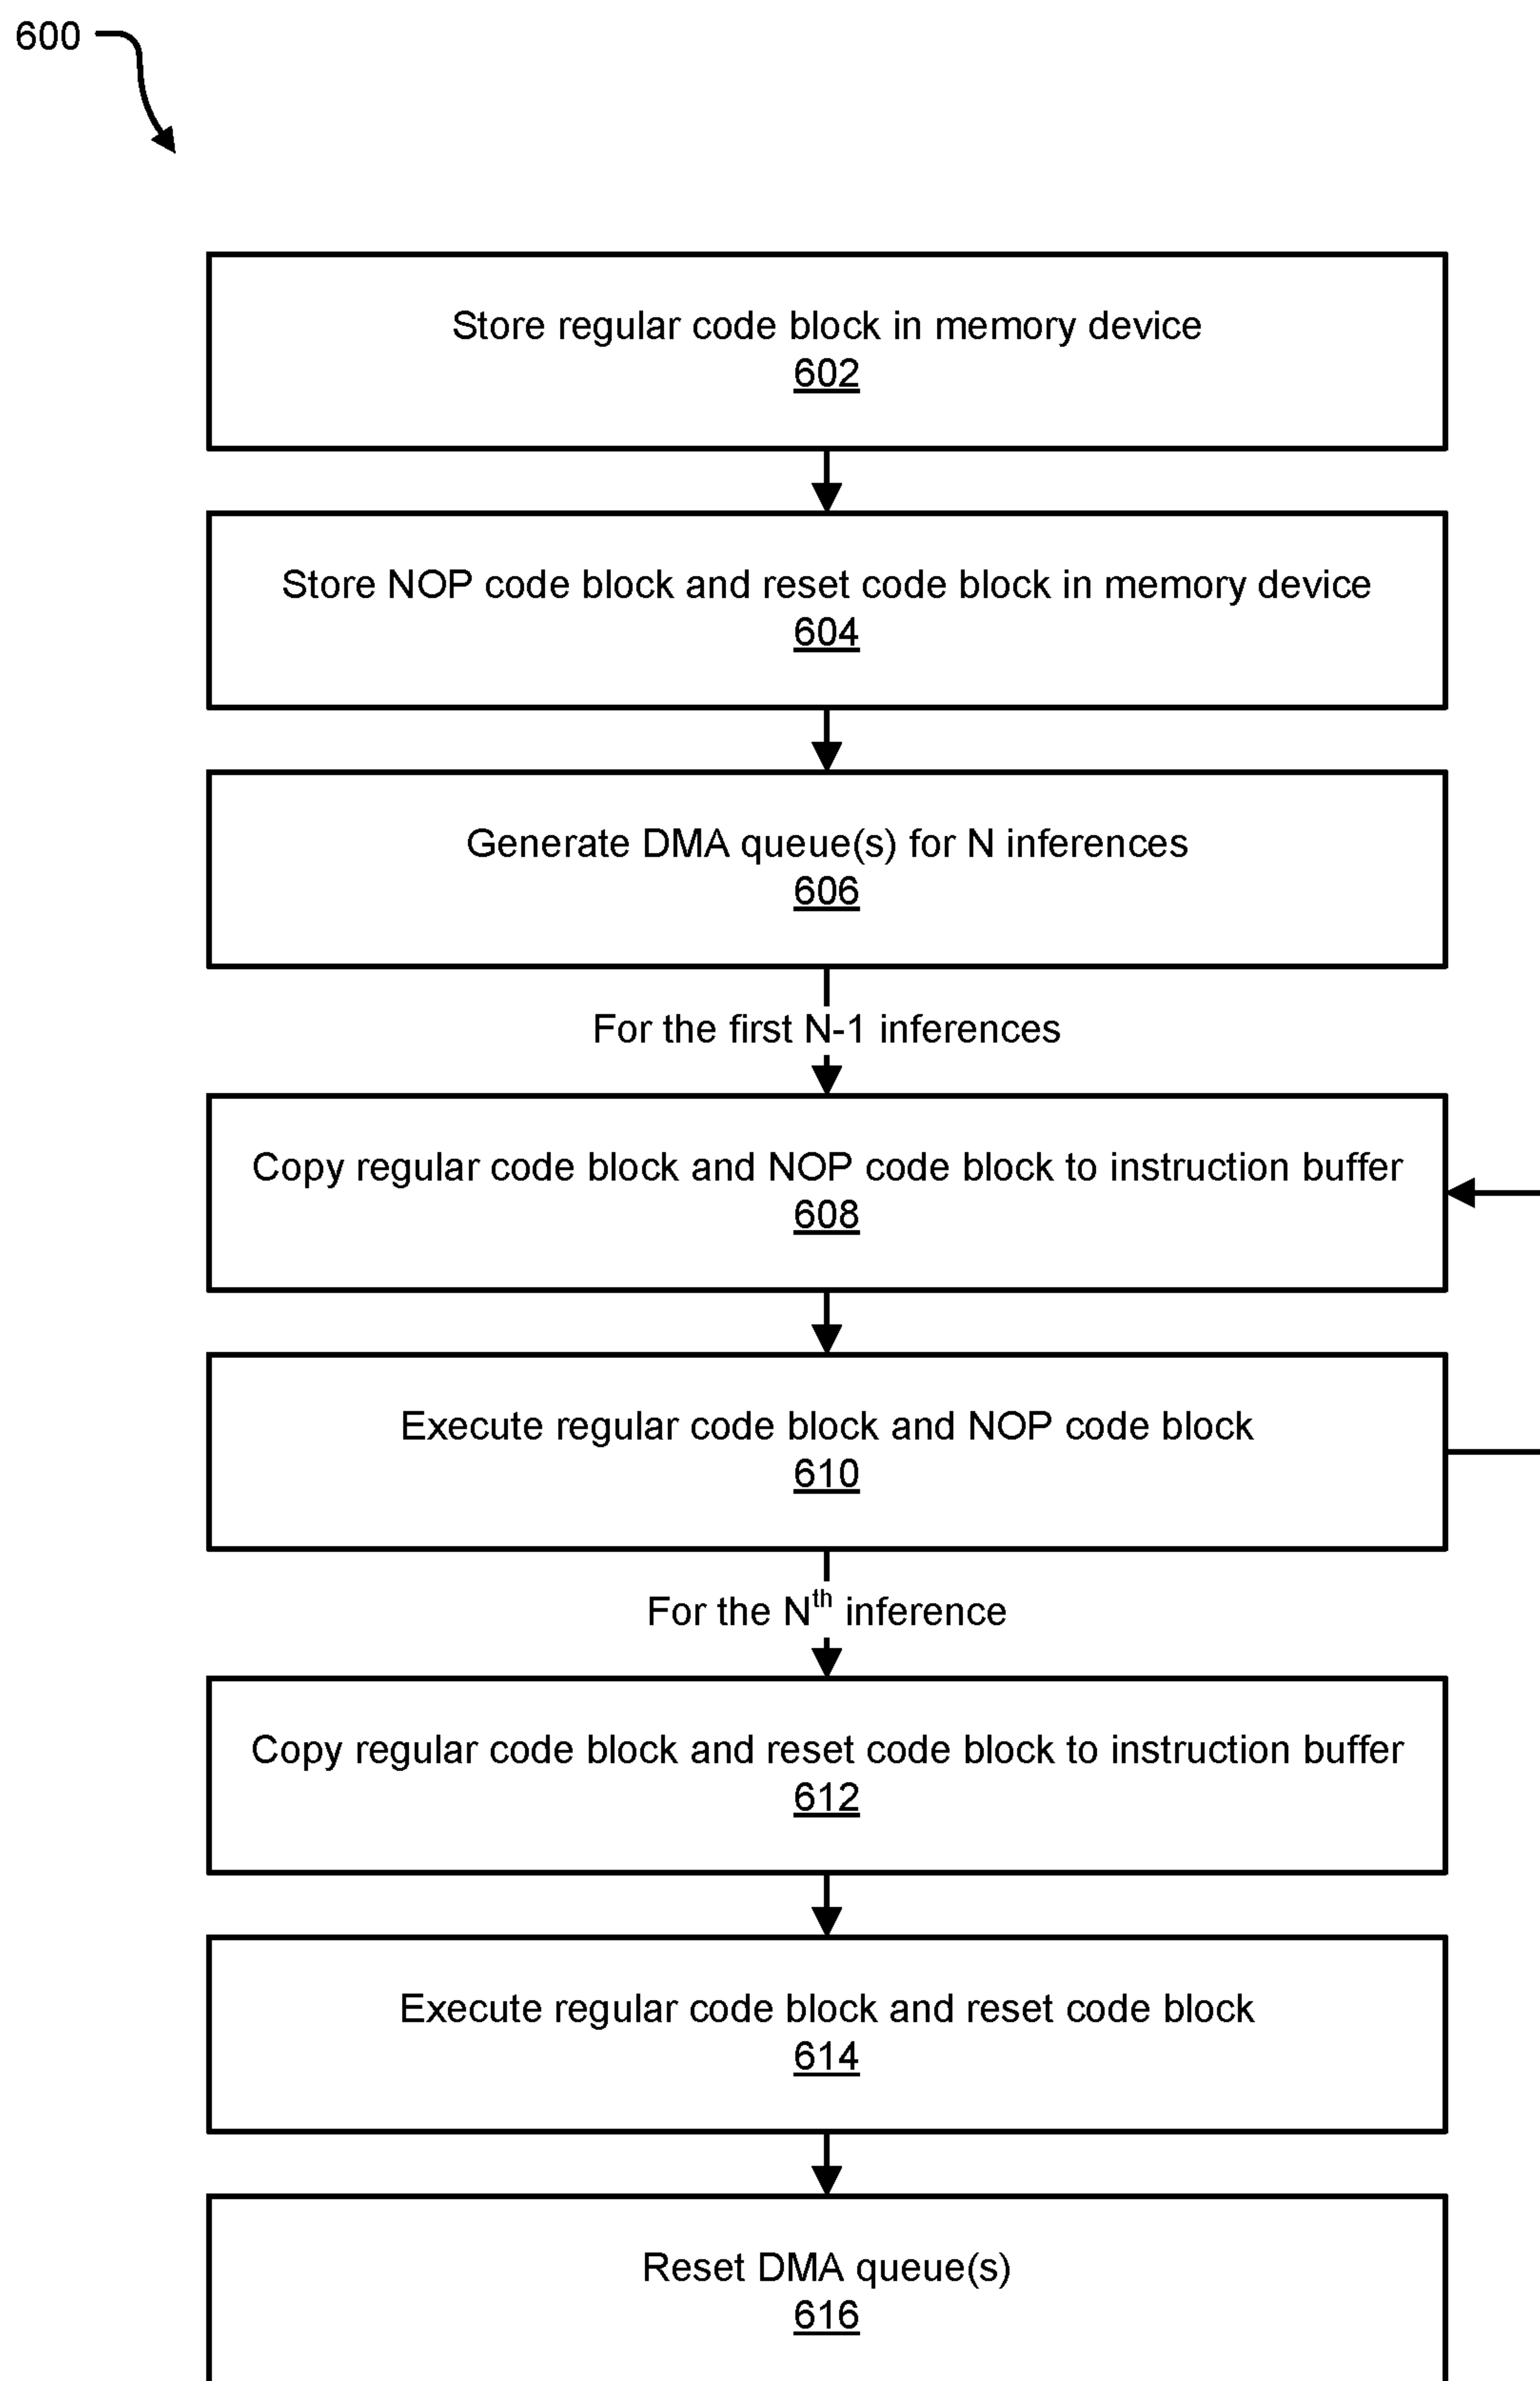 600
Store regular code block in memory device
602
Store NOP code block and reset code block in memory device
604
Generate DMA queue(s) for N inferences
606
For the first N-1 inferences
Copy regular code block and NOP code block to instruction buffer
608
Execute regular code block and NOP code block
610
For the Nth inference
Copy regular code block and reset code block to instruction buffer
612
Execute regular code block and reset code block
614
Reset DMA queue(s)
616